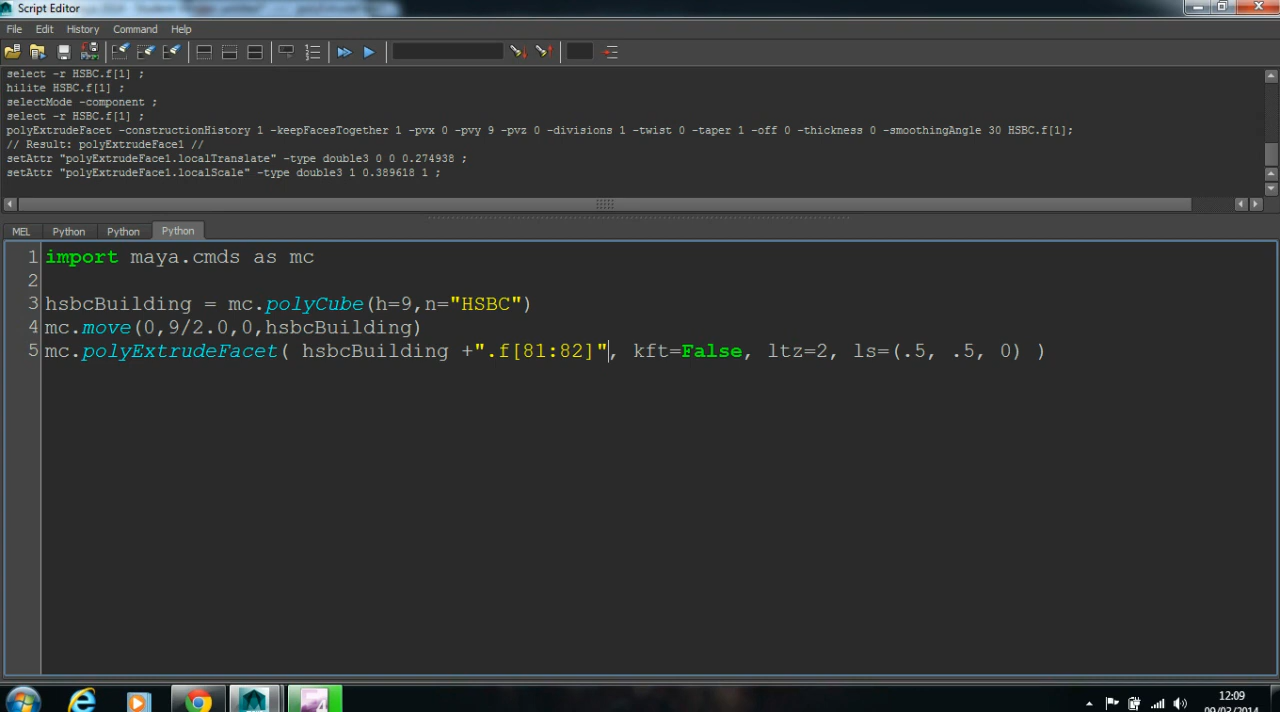 Script Editor
File Edit History Command Help
select -r HSBC.f[1] ;
hilite HSBC.f[1] ;
selectMode -component ;
select -r HSBC.f[1] ;
polyExtrudeFacet -constructionHistory 1 -keepFacesTogether 1 -pvx 0 -pvy 9 -pvz 0 -divisions 1 -twist 0 -taper 1 -off 0 -thickness 0 -smoothingAngle 30 HSBC.f[1];
// Result: polyExtrudeFace1 //
setAttr "polyExtrudeFace1.localTranslate" -type double3 0 0 0.274938 ;
setAttr "polyExtrudeFace1.localScale" -type double3 1 0.389618 1 ;
MEL Python Python Python
1 import maya.cmds as mc
2
3 hsbcBuilding = mc.polyCube(h=9,n="HSBC")
4 mc.move(0,9/2.0,0,hsbcBuilding)
5 mc.polyExtrudeFacet( hsbcBuilding +".f[81:82]", kft=False, ltz=2, ls=(.5, .5, 0) )
12:09
09/03/2014